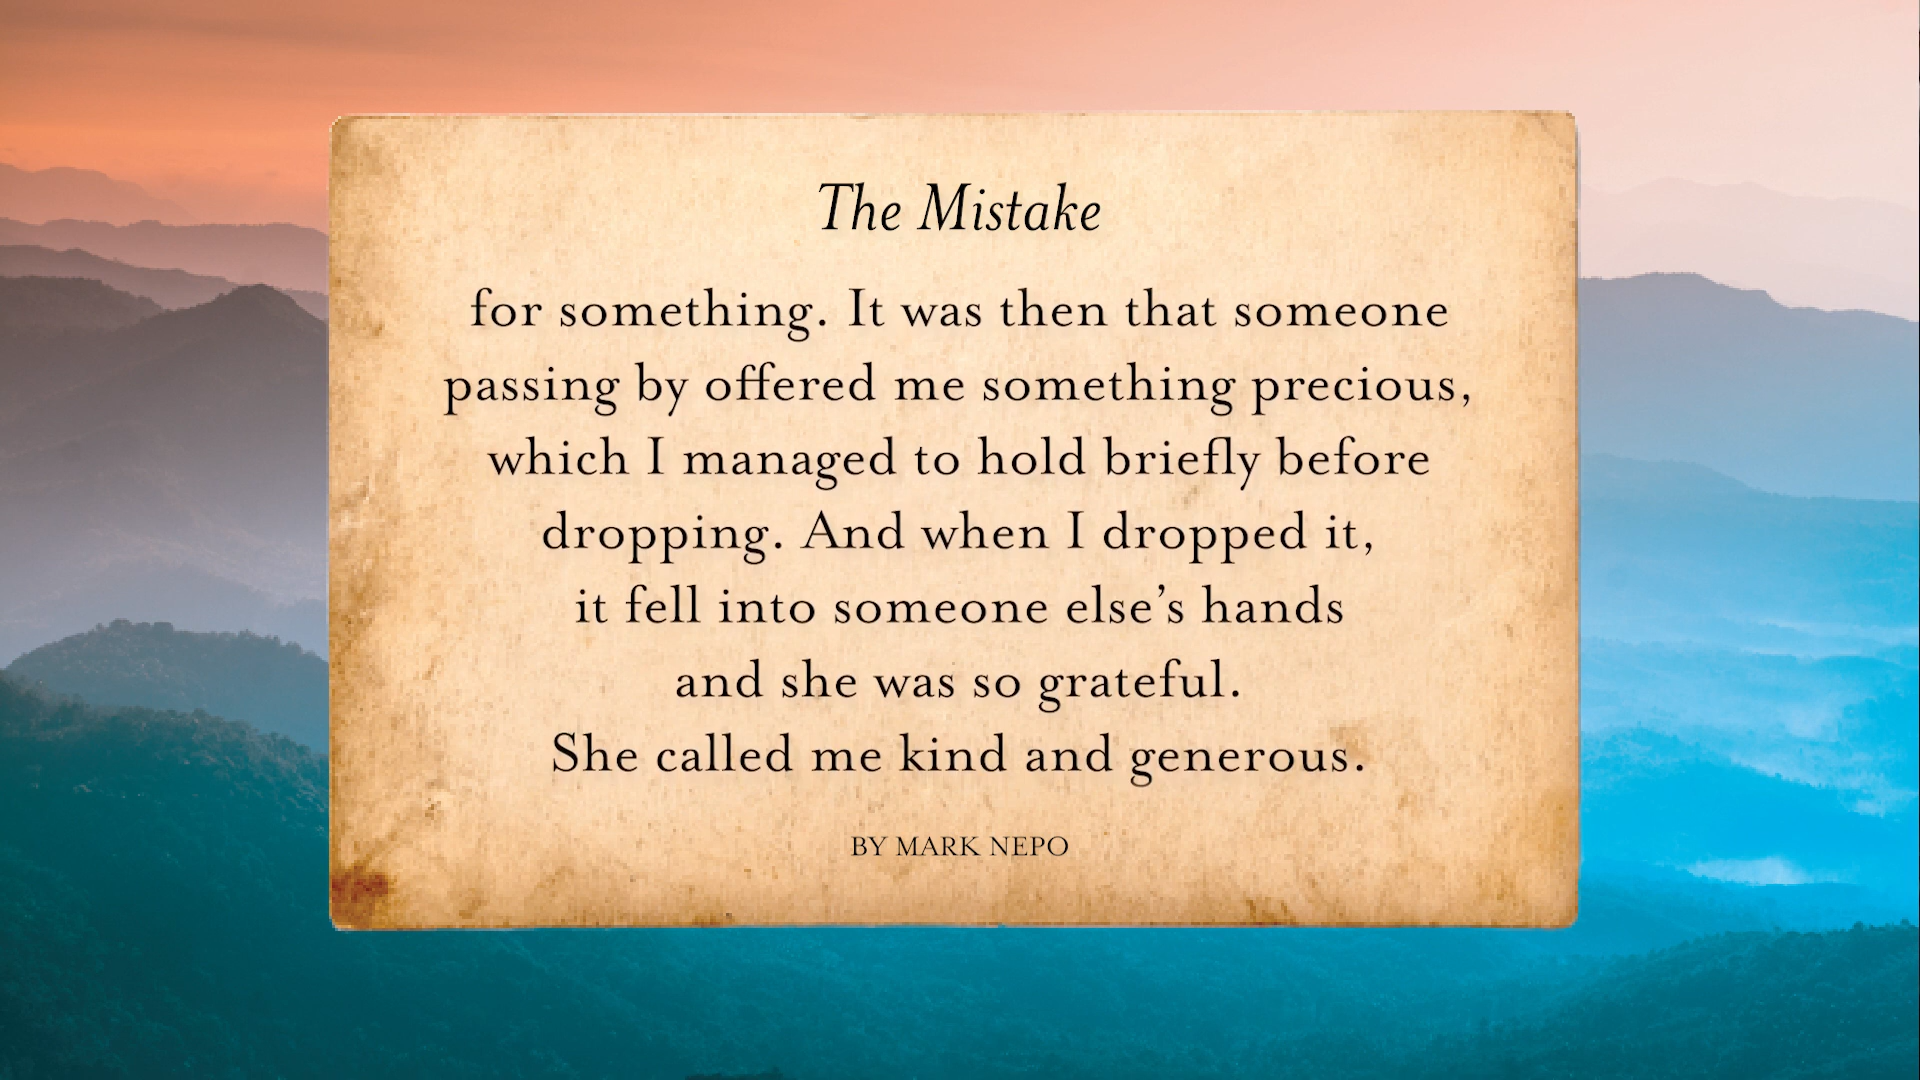 The Mistake
for something. It was then that someone
passing by offered me something precious,
which I managed to hold briefly before
dropping. And when I dropped it,
it fell into someone else’s hands
and she was so grateful.
She called me kind and generous.
BY MARK NEPO